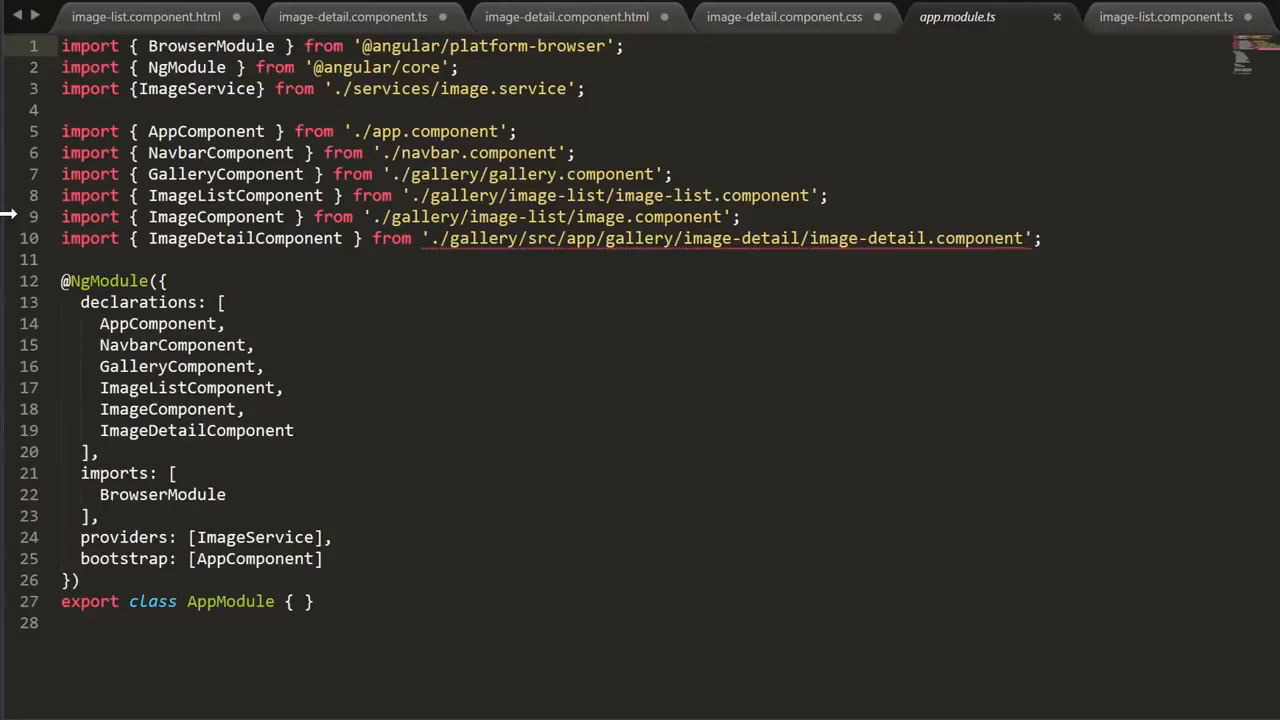 image-list.component.html
image-detail.component.ts
image-detail.component.html
image-detail.component.css
app.module.ts
image-list.component.ts
1 import { BrowserModule } from '@angular/platform-browser';
2 import { NgModule } from '@angular/core';
3 import {ImageService} from './services/image.service';
4
5 import { AppComponent } from './app.component';
6 import { NavbarComponent } from './navbar.component';
7 import { GalleryComponent } from './gallery/gallery.component';
8 import { ImageListComponent } from './gallery/image-list/image-list.component';
9 import { ImageComponent } from './gallery/image-list/image.component';
10 import { ImageDetailComponent } from './gallery/src/app/gallery/image-detail/image-detail.component';
11
12 @NgModule({
13   declarations: [
14     AppComponent,
15     NavbarComponent,
16     GalleryComponent,
17     ImageListComponent,
18     ImageComponent,
19     ImageDetailComponent
20   ],
21   imports: [
22     BrowserModule
23   ],
24   providers: [ImageService],
25   bootstrap: [AppComponent]
26 })
27 export class AppModule { }
28